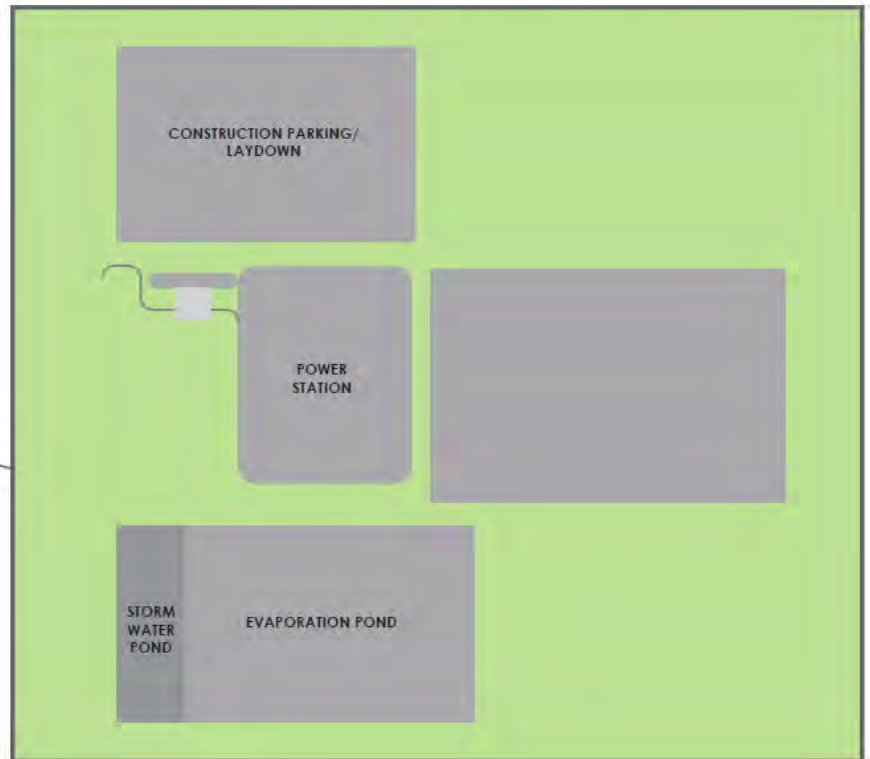 CONSTRUCTION PARKING/
LAYDOWN
POWER
STATION
STORM
WATER
POND
EVAPORATION POND